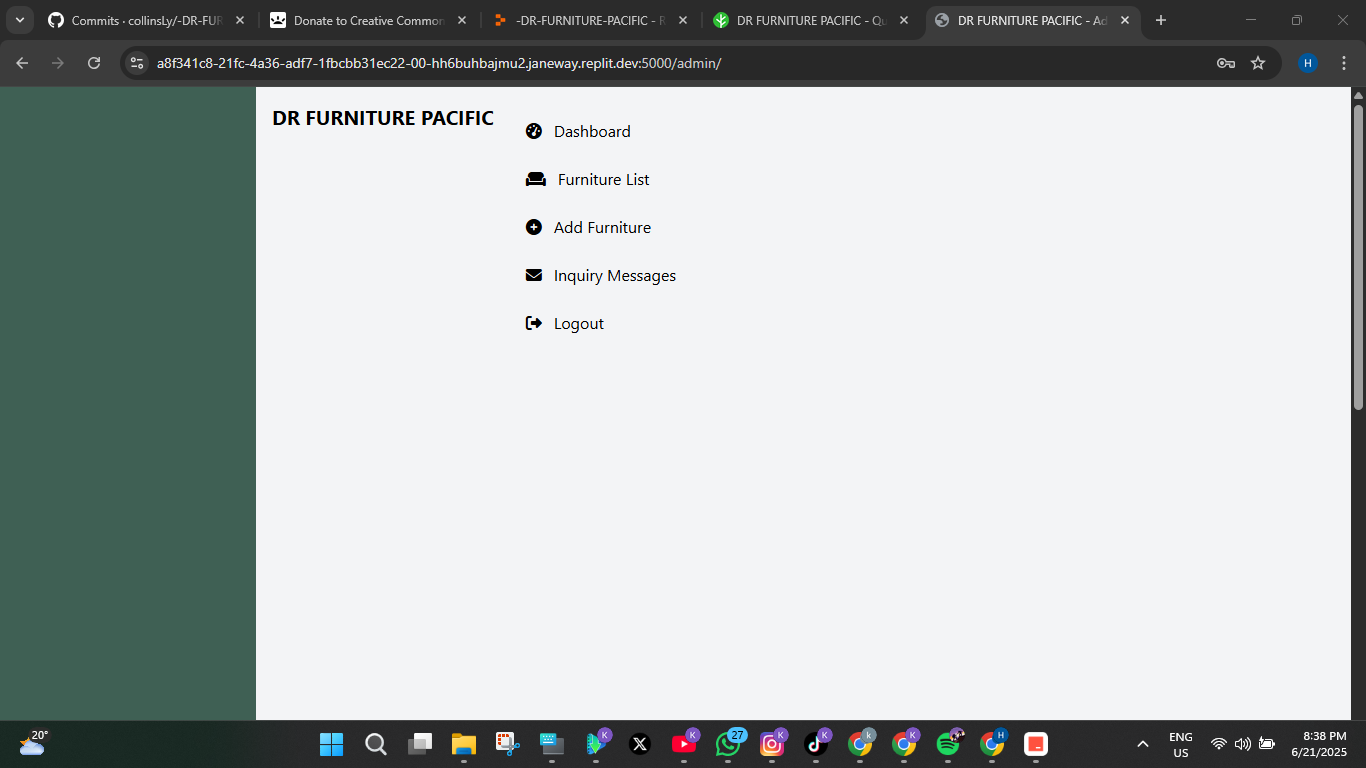 Commits · collinsLy/-DR-FUR
Donate to Creative Common
-DR-FURNITURE-PACIFIC - R
DR FURNITURE PACIFIC - Qu
DR FURNITURE PACIFIC - Ad
a8f341c8-21fc-4a36-adf7-1fbcbb31ec22-00-hh6buhbajmu2.janeway.replit.dev:5000/admin/
H
DR FURNITURE PACIFIC
Dashboard
Furniture List
Add Furniture
Inquiry Messages
Logout
20°
K
K
27
K
K
k
K
H
ENG
US
8:38 PM
6/21/2025